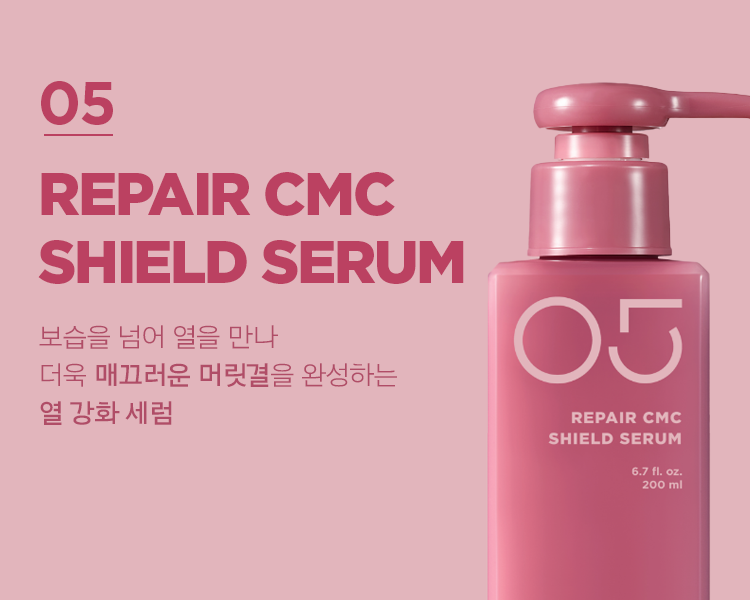 05
REPAIR CMC
SHIELD SERUM
보습을 넘어 열을 만나
더욱 매끄러운 머릿결을 완성하는
열 강화 세럼
05
REPAIR CMC
SHIELD SERUM
6.7 fl. oz.
200 ml